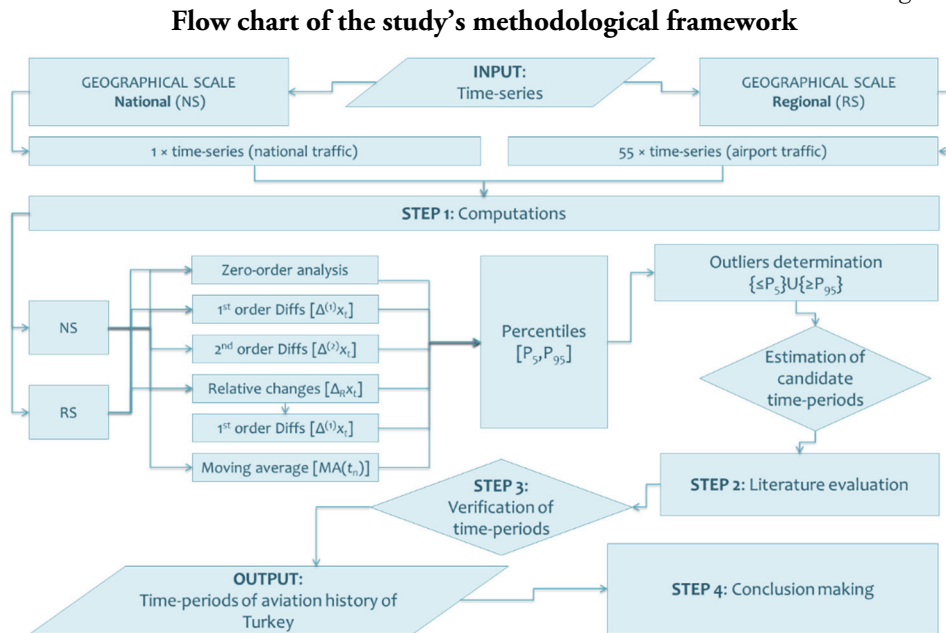 Flow chart of the study's methodological framework
INPUT:
Time-series
GEOGRAPHICAL SCALE
National (NS)
GEOGRAPHICAL SCALE
Regional (RS)
1 × time-series (national traffic)
55 × time-series (airport traffic)
STEP 1: Computations
NS
RS
Zero-order analysis
1st order Diffs [Δ(1)xt]
2nd order Diffs [Δ(2)xt]
Relative changes [ΔRxt]
1st order Diffs [Δ(1)xt]
Moving average [MA(tn)]
Percentiles
[P5,P95]
Outliers determination
{≤P5}U{≥P95}
Estimation of
candidate
time-periods
STEP 2: Literature evaluation
STEP 3:
Verification of
time-periods
OUTPUT:
Time-periods of aviation history of
Turkey
STEP 4: Conclusion making